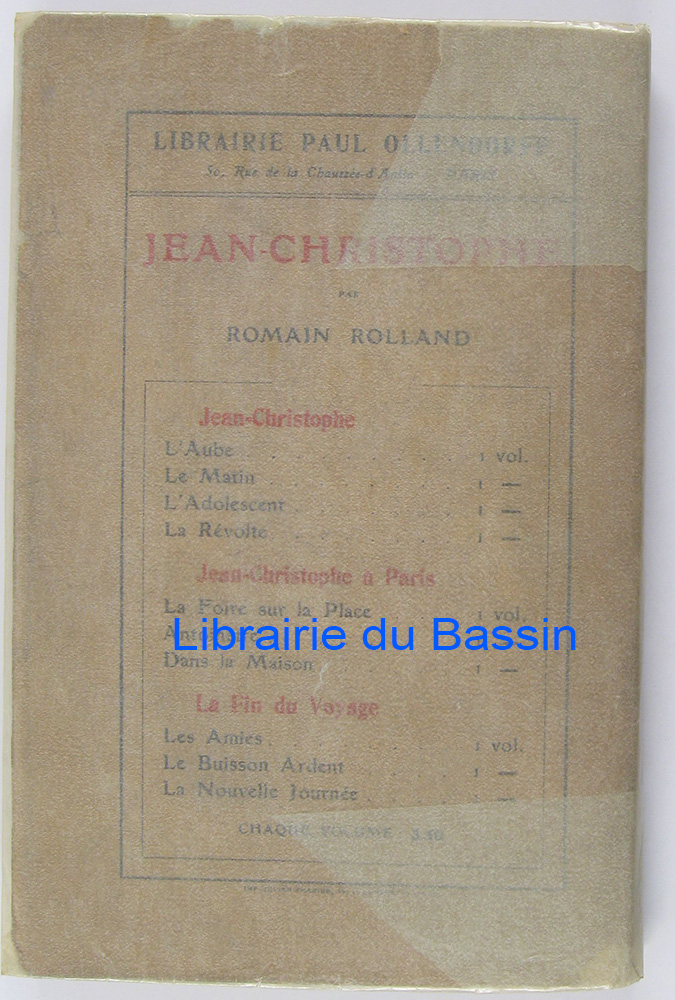 LIBRAIRIE PAUL OLLENDORFF
50, Rue de la Chaussée-d'Antin, PARIS
JEAN-CHRISTOPHE
PAR
ROMAIN ROLLAND
Jean-Christophe
L'Aube . . . . . . . . . 1 vol.
Le Matin . . . . . . . . 1 —
L'Adolescent . . . . . . 1 —
La Révolte . . . . . . . 1 —
Jean-Christophe à Paris
La Foire sur la Place . . 1 vol.
Librairie du Bassin
Dans la Maison . . . . . 1 —
La Fin du Voyage
Les Amies . . . . . . . . 1 vol.
Le Buisson Ardent . . . . 1 —
La Nouvelle Journée . . . 1 —
CHAQUE VOLUME